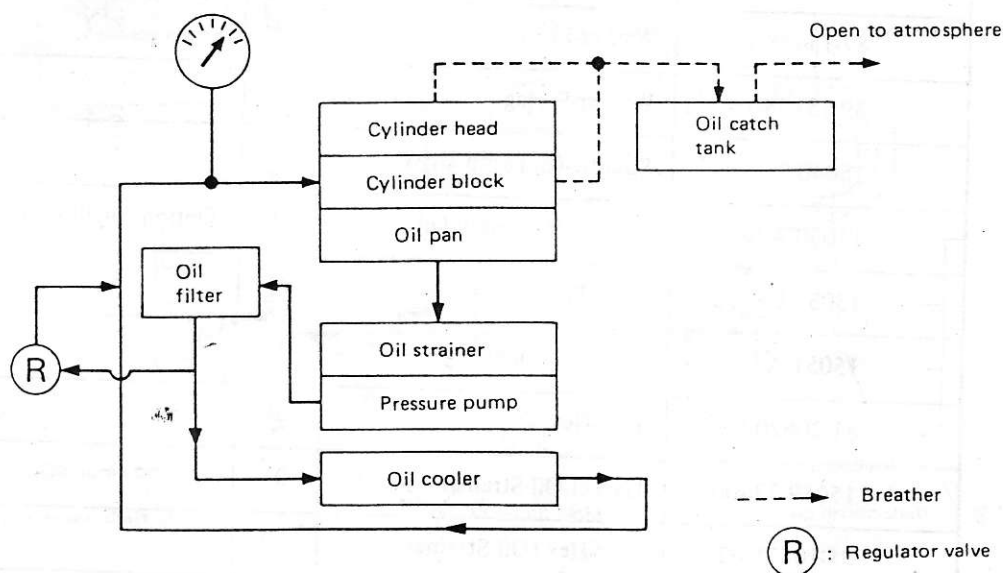 Open to atmosphere
Cylinder head
Oil catch
tank
Cylinder block
Oil pan
Oil
filter
Oil strainer
R
Pressure pump
Oil cooler
Breather
R : Regulator valve